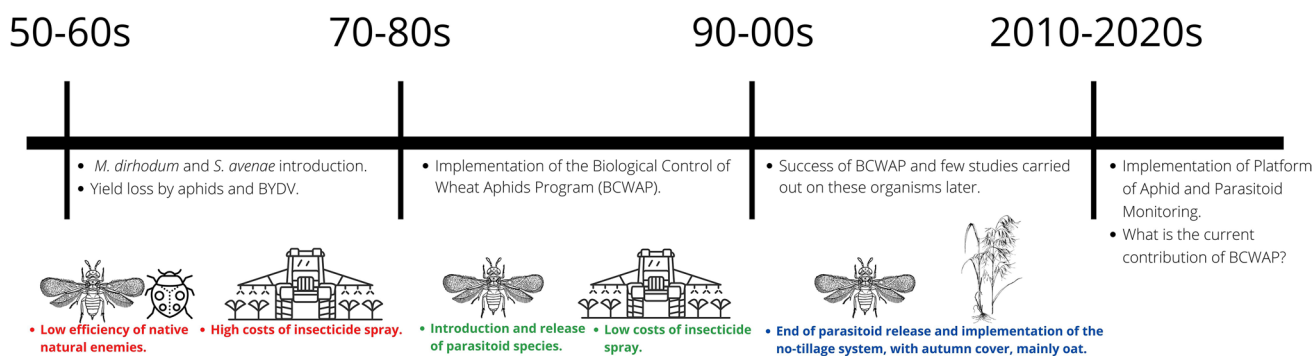 50-60s
70-80s
90-00s
2010-2020s
• M. dirhodum and S. avenae introduction.
• Yield loss by aphids and BYDV.
• Implementation of the Biological Control of
Wheat Aphids Program (BCWAP).
• Success of BCWAP and few studies carried
out on these organisms later.
• Implementation of Platform
of Aphid and Parasitoid
Monitoring.
• What is the current
contribution of BCWAP?
• Low efficiency of native
natural enemies.
• High costs of insecticide spray.
• Introduction and release
of parasitoid species.
• Low costs of insecticide
spray.
• End of parasitoid release and implementation of the
no-tillage system, with autumn cover, mainly oat.